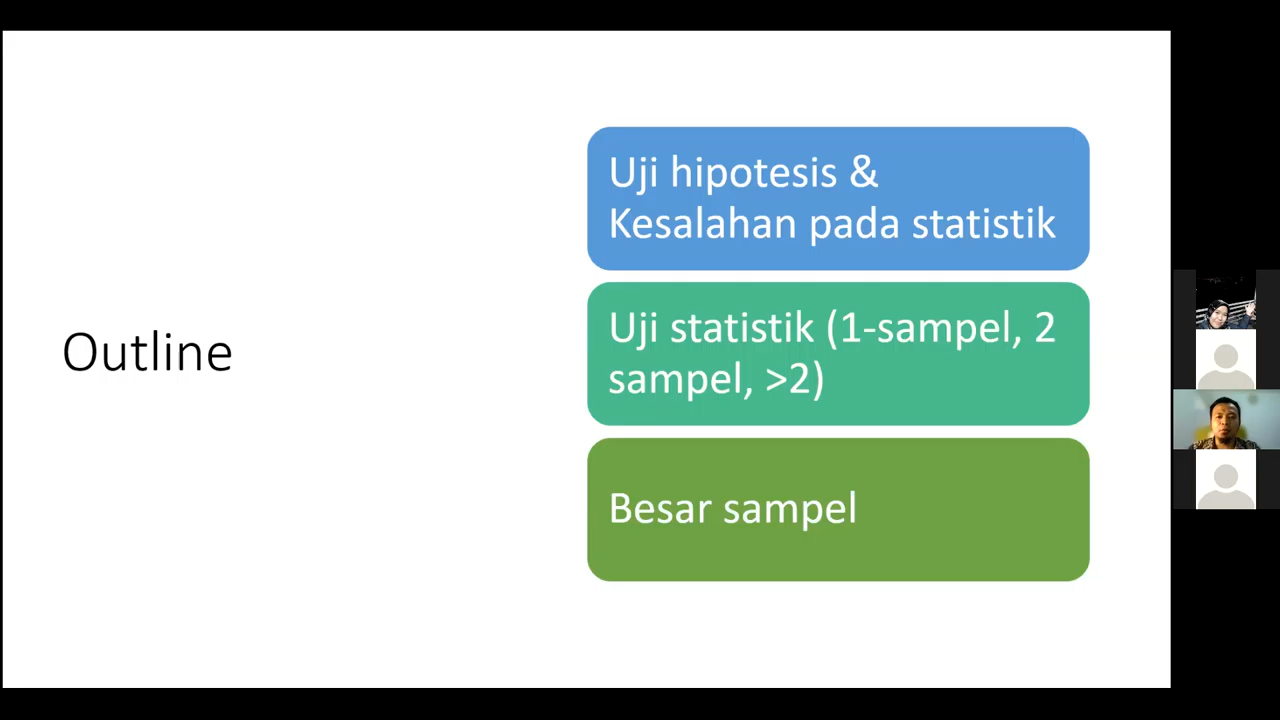 Outline
Uji hipotesis &
Kesalahan pada statistik
Uji statistik (1-sampel, 2
sampel, >2)
Besar sampel